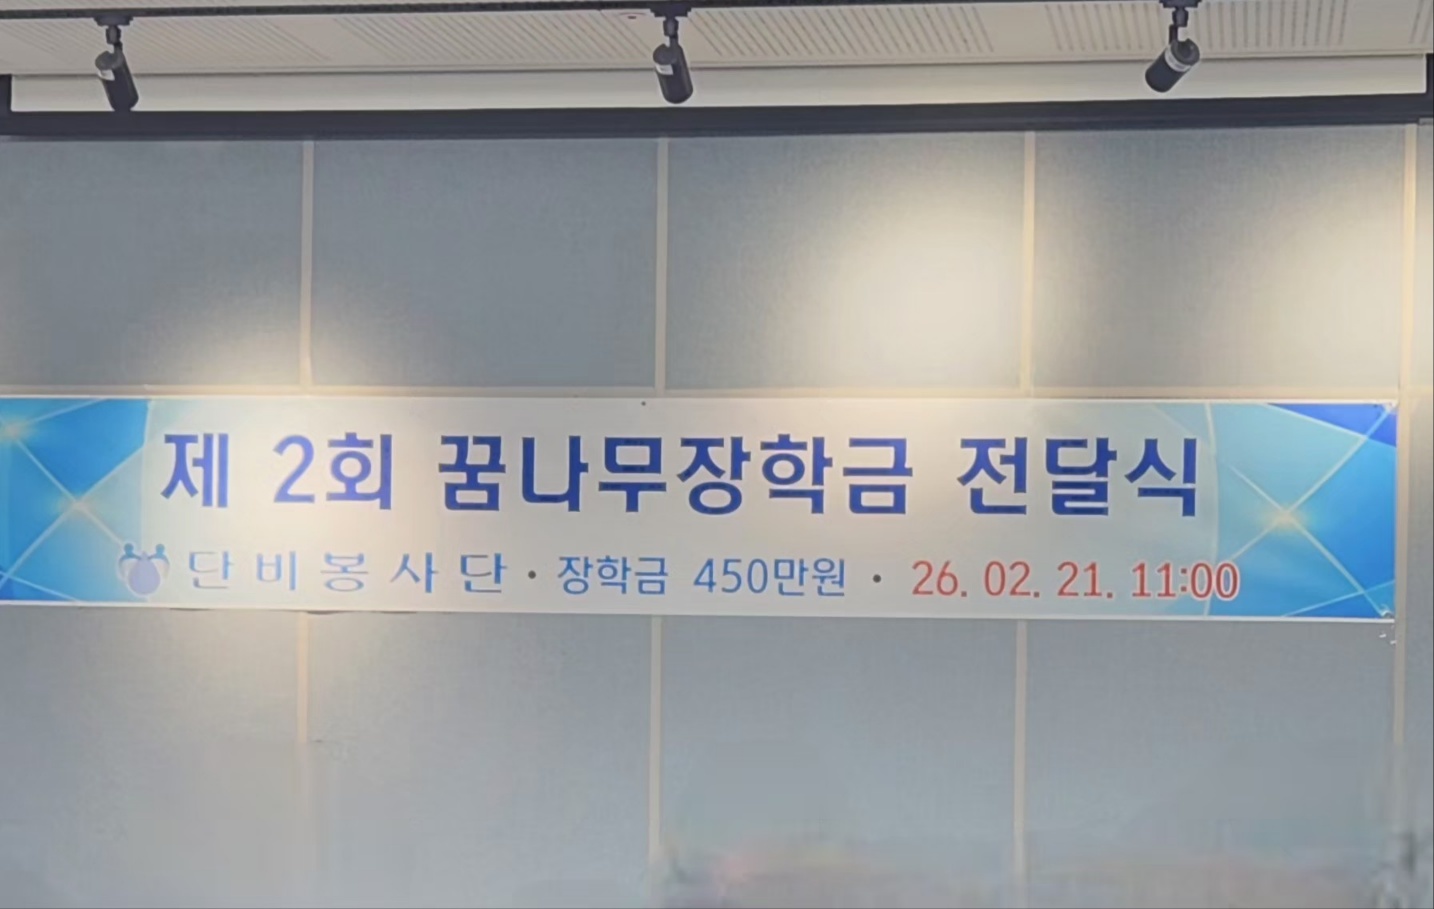 제 2회 꿈나무장학금 전달식
단비봉사단 · 장학금 450만원 · 26. 02. 21. 11:00